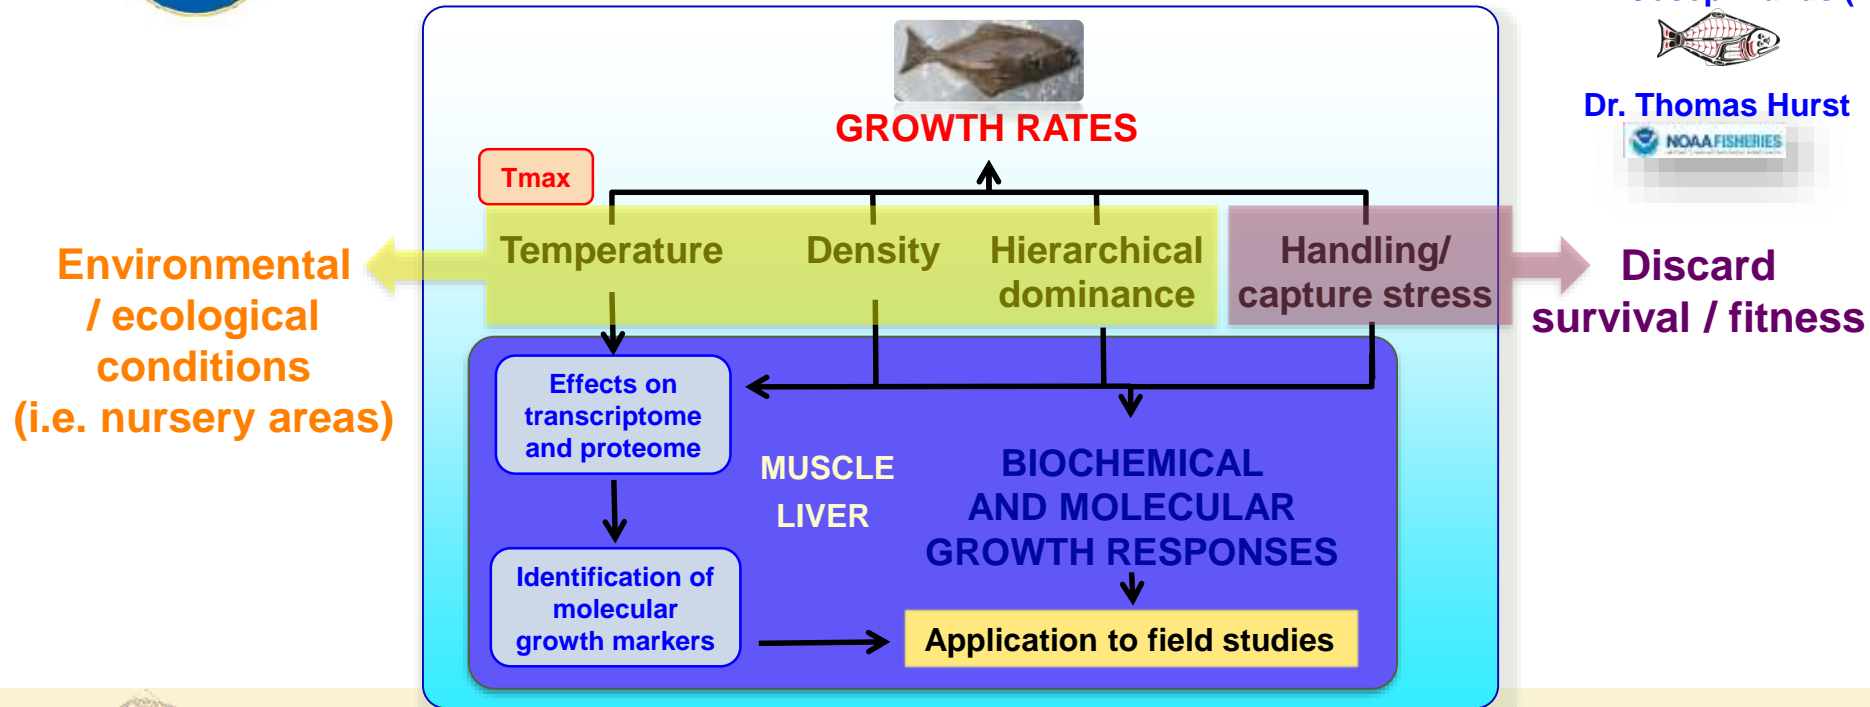 GROWTH RATES
Dr. Thomas Hurst
NOAA FISHERIES
Tmax
Temperature
Density
Hierarchical
dominance
Handling/
capture stress
Environmental
/ ecological
conditions
(i.e. nursery areas)
Discard
survival / fitness
Effects on
transcriptome
and proteome
MUSCLE
LIVER
BIOCHEMICAL
AND MOLECULAR
GROWTH RESPONSES
Identification of
molecular
growth markers
Application to field studies